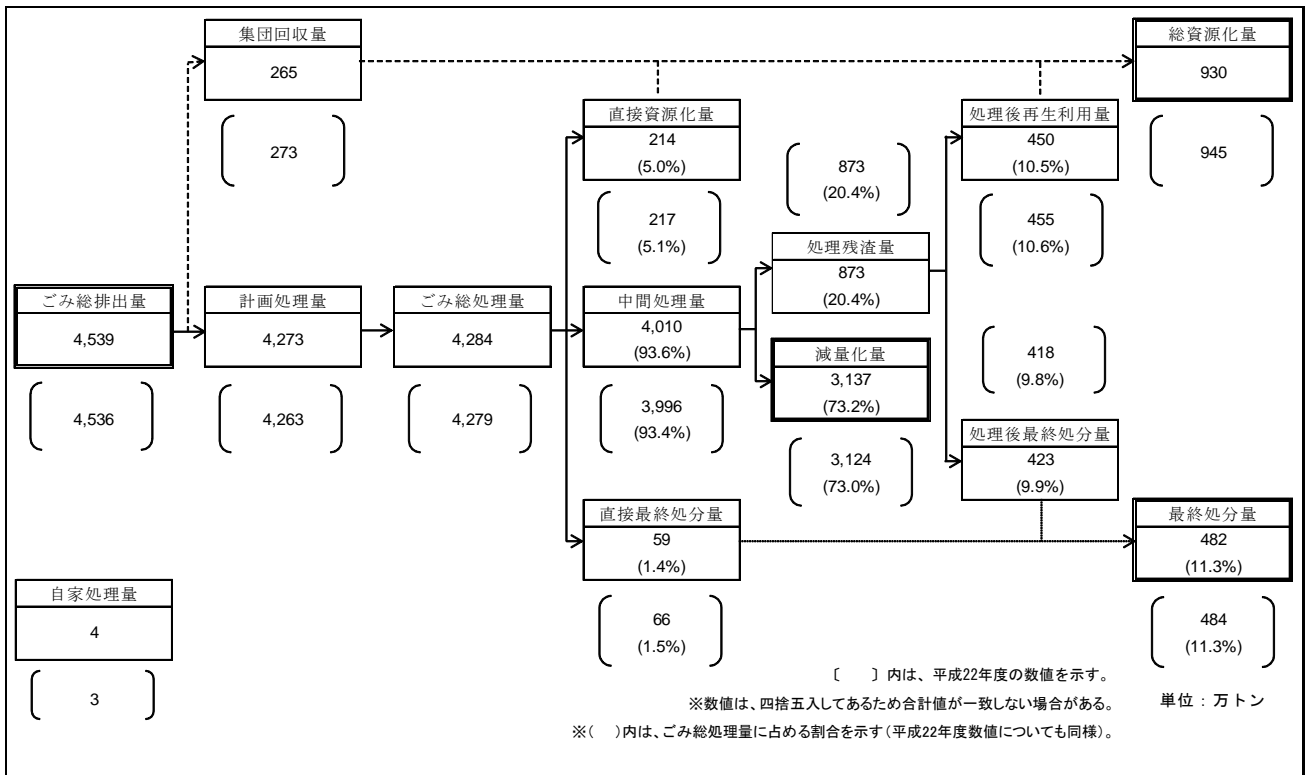 集団回収量
265
273
総資源化量
930
945
直接資源化量
214
(5.0%)
217
(5.1%)
873
(20.4%)
処理後再生利用量
450
(10.5%)
455
(10.6%)
処理残渣量
873
(20.4%)
ごみ総排出量
4,539
4,536
計画処理量
4,273
4,263
ごみ総処理量
4,284
4,279
中間処理量
4,010
(93.6%)
3,996
(93.4%)
減量化量
3,137
(73.2%)
3,124
(73.0%)
418
(9.8%)
処理後最終処分量
423
(9.9%)
直接最終処分量
59
(1.4%)
66
(1.5%)
最終処分量
482
(11.3%)
484
(11.3%)
自家処理量
4
3
〔　〕内は、平成22年度の数値を示す。
※数値は、四捨五入してあるため合計値が一致しない場合がある。
単位：万トン
※(　)内は、ごみ総処理量に占める割合を示す(平成22年度数値についても同様)。